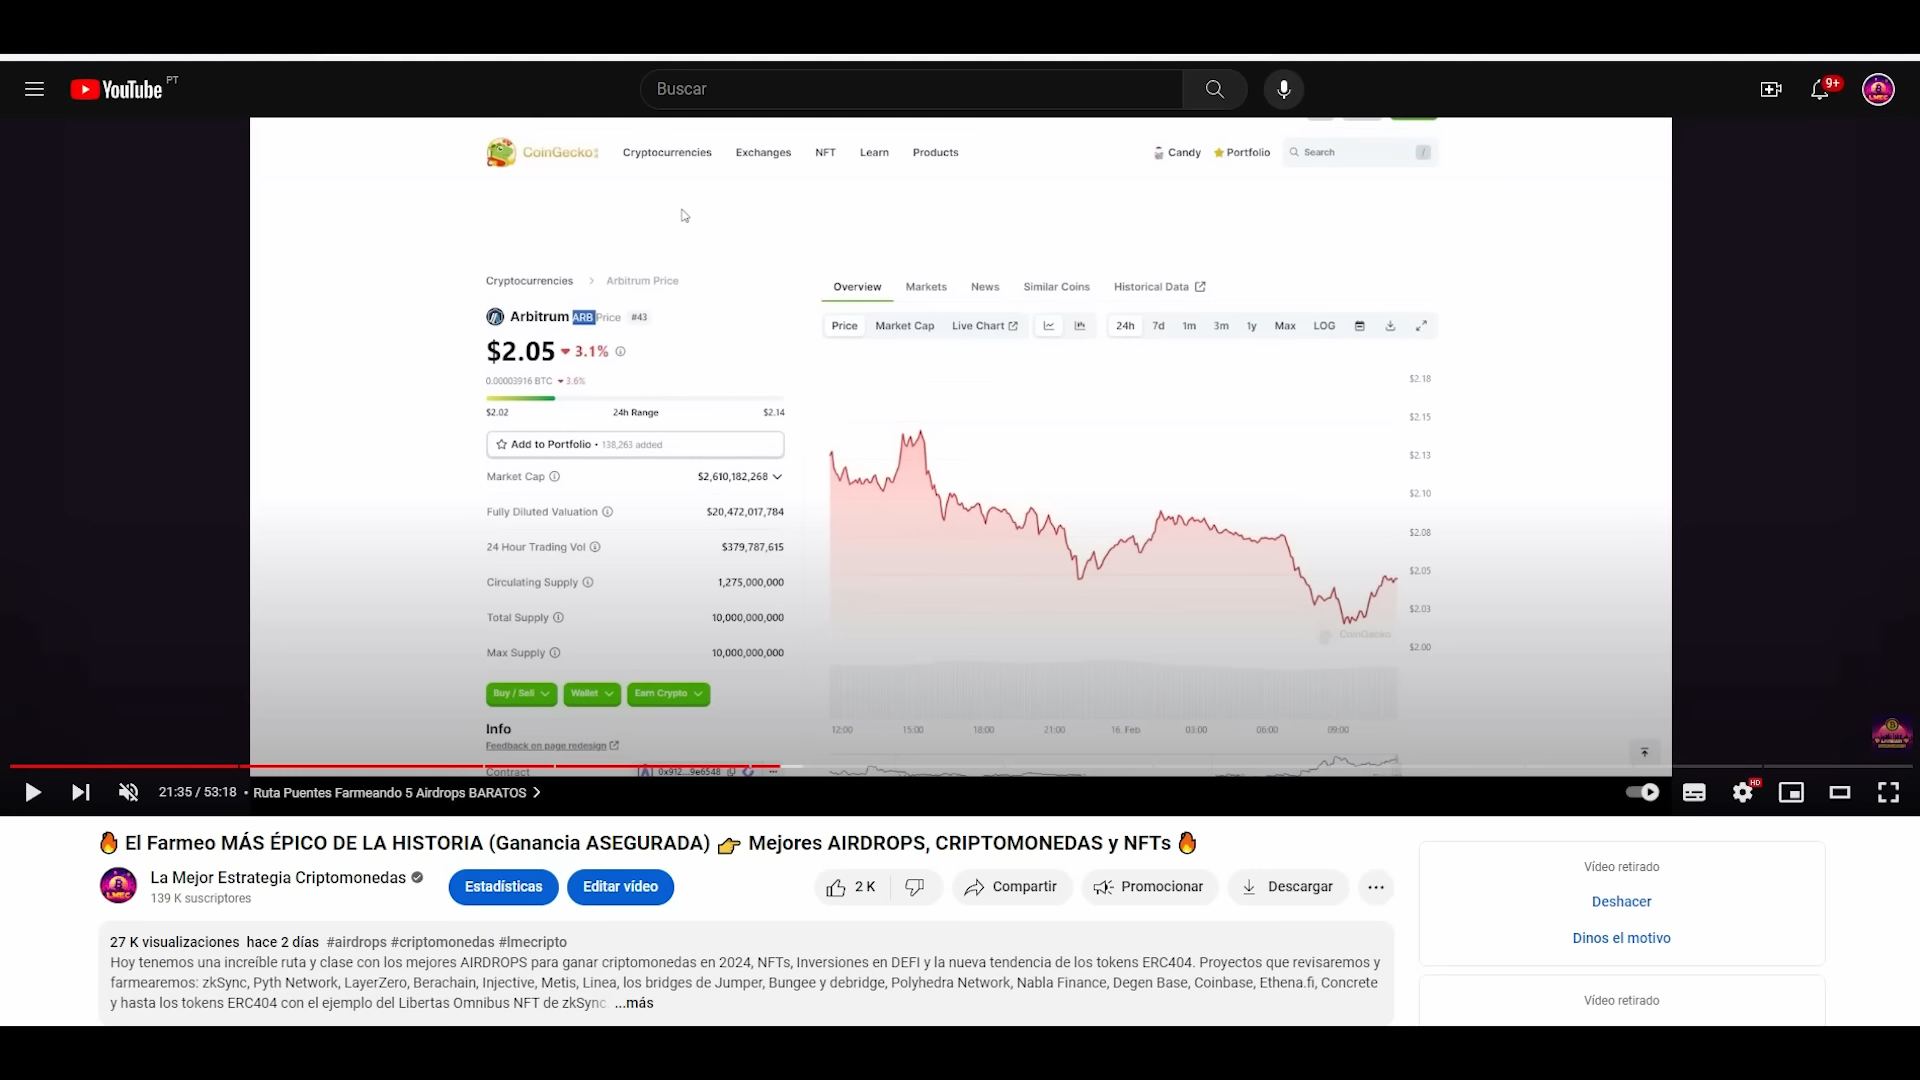 YouTube PT
Buscar
9+
CoinGecko
Cryptocurrencies Exchanges NFT Learn Products
Candy Portfolio Search /
Cryptocurrencies > Arbitrum Price
Arbitrum ARB Price #43
$2.05 3.1%
0.00003916 BTC 3.6%
$2.02 24h Range $2.14
Add to Portfolio • 138,263 added
Market Cap $2,610,182,268
Fully Diluted Valuation $20,472,017,784
24 Hour Trading Vol $379,787,615
Circulating Supply 1,275,000,000
Total Supply 10,000,000,000
Max Supply 10,000,000,000
Buy / Sell Wallet Earn Crypto
Info
Feedback on page redesign
Contract 0x912...9e6548
Overview Markets News Similar Coins Historical Data
Price Market Cap Live Chart 24h 7d 1m 3m 1y Max LOG
$2.18
$2.15
$2.13
$2.10
$2.08
$2.05
$2.03
$2.00
CoinGecko
12:00 15:00 18:00 21:00 16. Feb 03:00 06:00 09:00
21:35 / 53:18 • Ruta Puentes Farmeando 5 Airdrops BARATOS >
HD
🔥 El Farmeo MÁS ÉPICO DE LA HISTORIA (Ganancia ASEGURADA) 👉 Mejores AIRDROPS, CRIPTOMONEDAS y NFTs 🔥
La Mejor Estrategia Criptomonedas
139 K suscriptores
Estadísticas Editar vídeo
2 K Compartir Promocionar Descargar ...
27 K visualizaciones hace 2 días #airdrops #criptomonedas #lmecripto
Hoy tenemos una increíble ruta y clase con los mejores AIRDROPS para ganar criptomonedas en 2024, NFTs, Inversiones en DEFI y la nueva tendencia de los tokens ERC404. Proyectos que revisaremos y
farmearemos: zkSync, Pyth Network, LayerZero, Berachain, Injective, Metis, Linea, los bridges de Jumper, Bungee y debridge, Polyhedra Network, Nabla Finance, Degen Base, Coinbase, Ethena.fi, Concrete
y hasta los tokens ERC404 con el ejemplo del Libertas Omnibus NFT de zkSync. ...más
Vídeo retirado
Deshacer
Dinos el motivo
Vídeo retirado